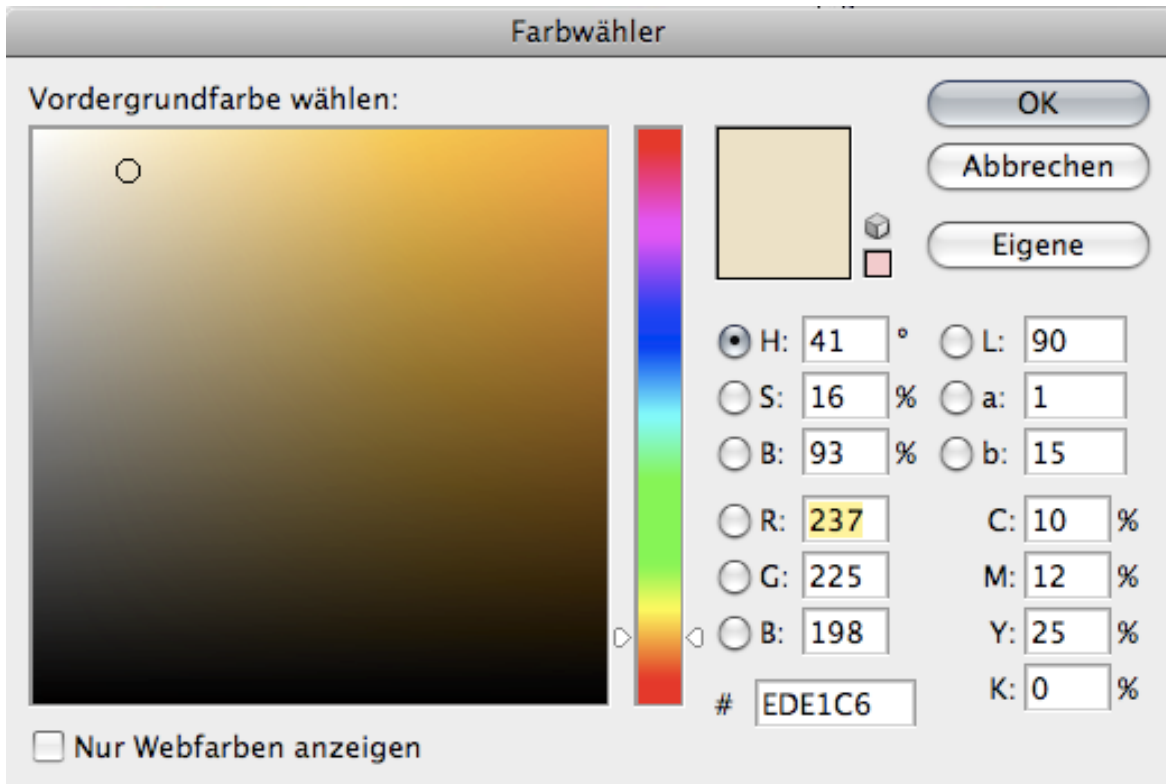 Farbwähler
Vordergrundfarbe wählen:
OK
Abbrechen
Eigene
H: 41 °
L: 90
S: 16 %
a: 1
B: 93 %
b: 15
R: 237
C: 10 %
G: 225
M: 12 %
B: 198
Y: 25 %
# EDE1C6
K: 0 %
Nur Webfarben anzeigen